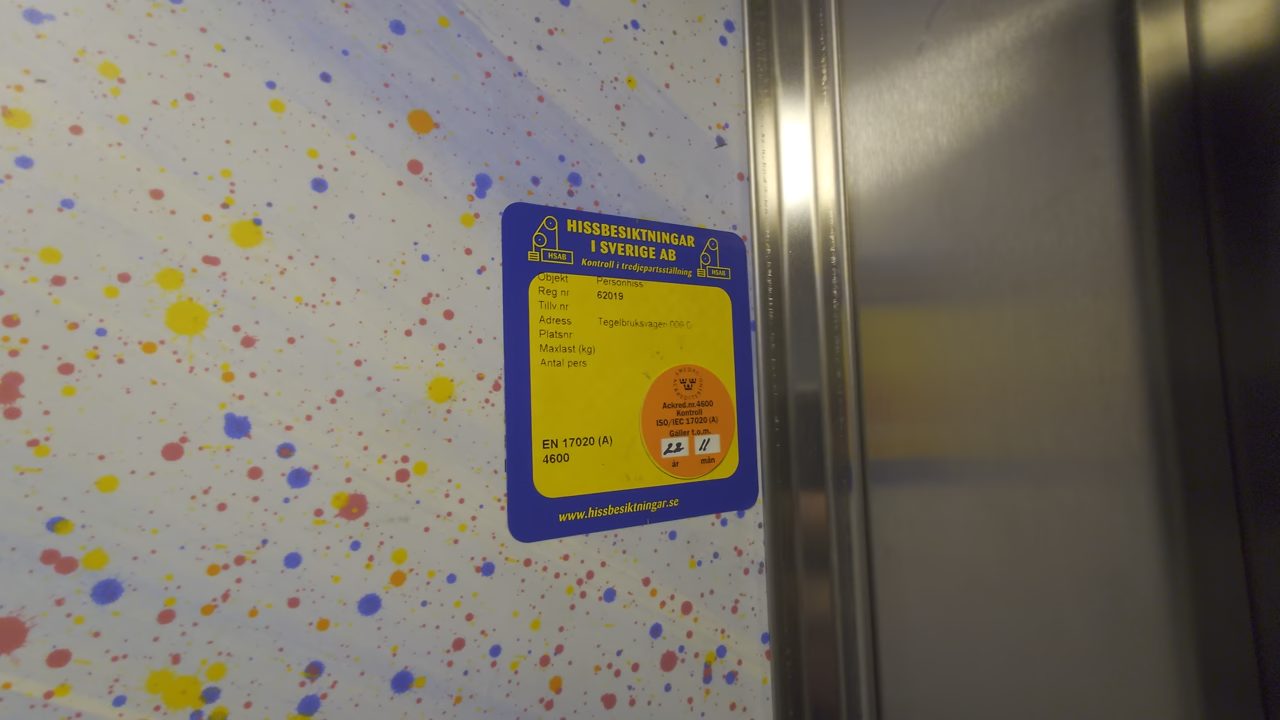 HISSBESIKTNINGAR
I SVERIGE AB
Kontroll i tredjepartsställning
HSAB
HSAB
Objekt Personhiss
Reg nr 62019
Tillv.nr
Adress Tegelbruksvägen
Platsnr
Maxlast (kg)
Antal pers
EN 17020 (A)
4600
Ackred.nr.4600
Kontroll
ISO/IEC 17020 (A)
Gäller t.o.m.
22 11
år mån
www.hissbesiktningar.se